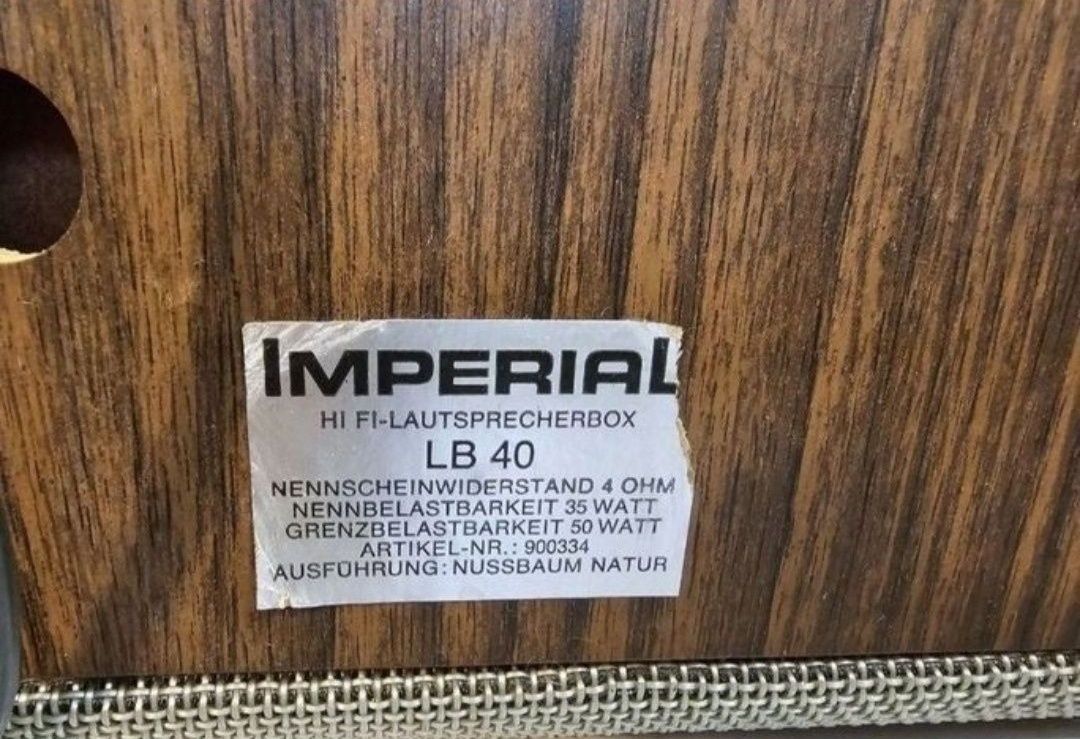 IMPERIAL
HI FI-LAUTSPRECHERBOX
LB 40
NENNSCHEINWIDERSTAND 4 OHM
NENNBELASTBARKEIT 35 WATT
GRENZBELASTBARKEIT 50 WATT
ARTIKEL-NR.: 900334
AUSFÜHRUNG: NUSSBAUM NATUR